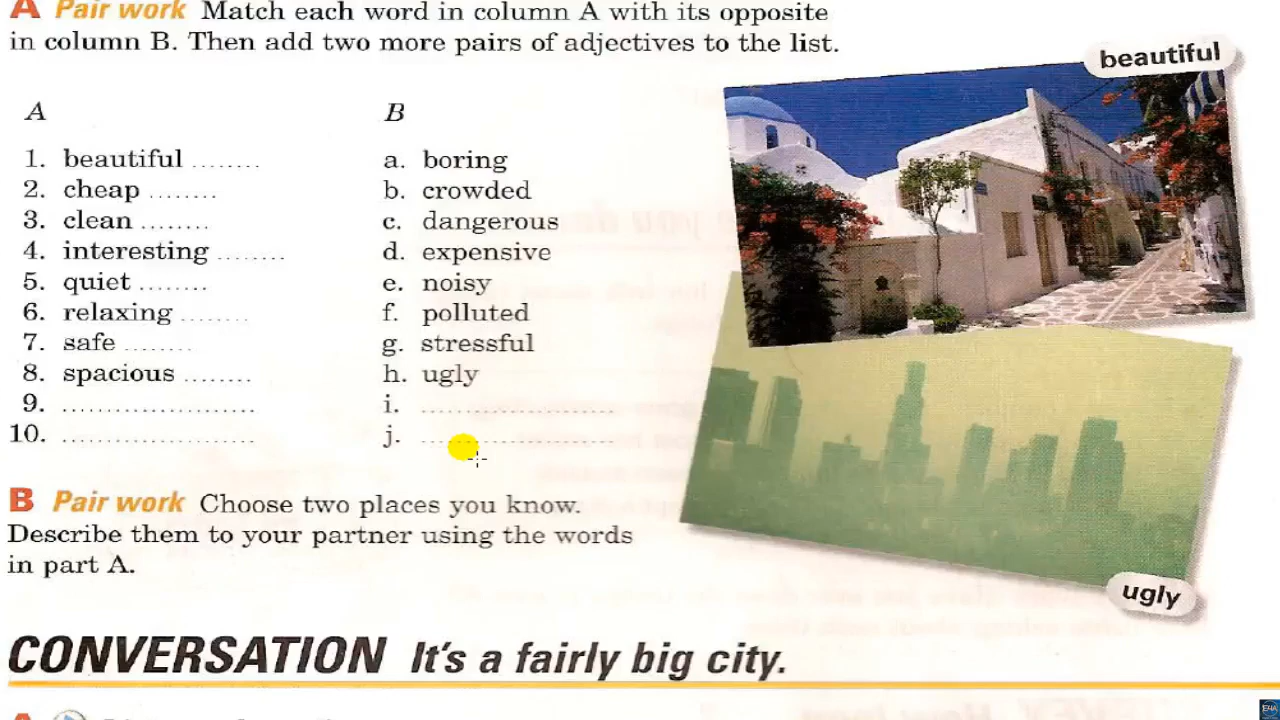 A Pair work Match each word in column A with its opposite
in column B. Then add two more pairs of adjectives to the list.
beautiful
A
B
1. beautiful ........
a. boring
2. cheap ........
b. crowded
3. clean ........
c. dangerous
4. interesting ........
d. expensive
5. quiet ........
e. noisy
6. relaxing ........
f. polluted
7. safe ........
g. stressful
8. spacious ........
h. ugly
9. ......................
i. ......................
10. ......................
j. ......................
B Pair work Choose two places you know.
Describe them to your partner using the words
in part A.
ugly
CONVERSATION It's a fairly big city.
A